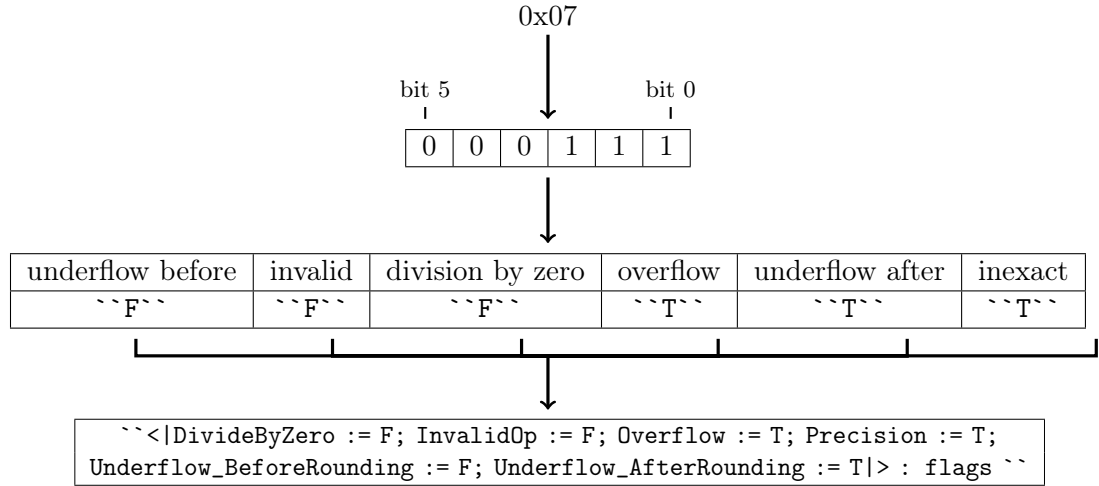 0x07
bit 5 bit 0
0 0 0 1 1 1
underflow before invalid division by zero overflow underflow after inexact
``F`` ``F`` ``F`` ``T`` ``T`` ``T``
``<|DivideByZero := F; InvalidOp := F; Overflow := T; Precision := T;
Underflow_BeforeRounding := F; Underflow_AfterRounding := T|> : flags ``